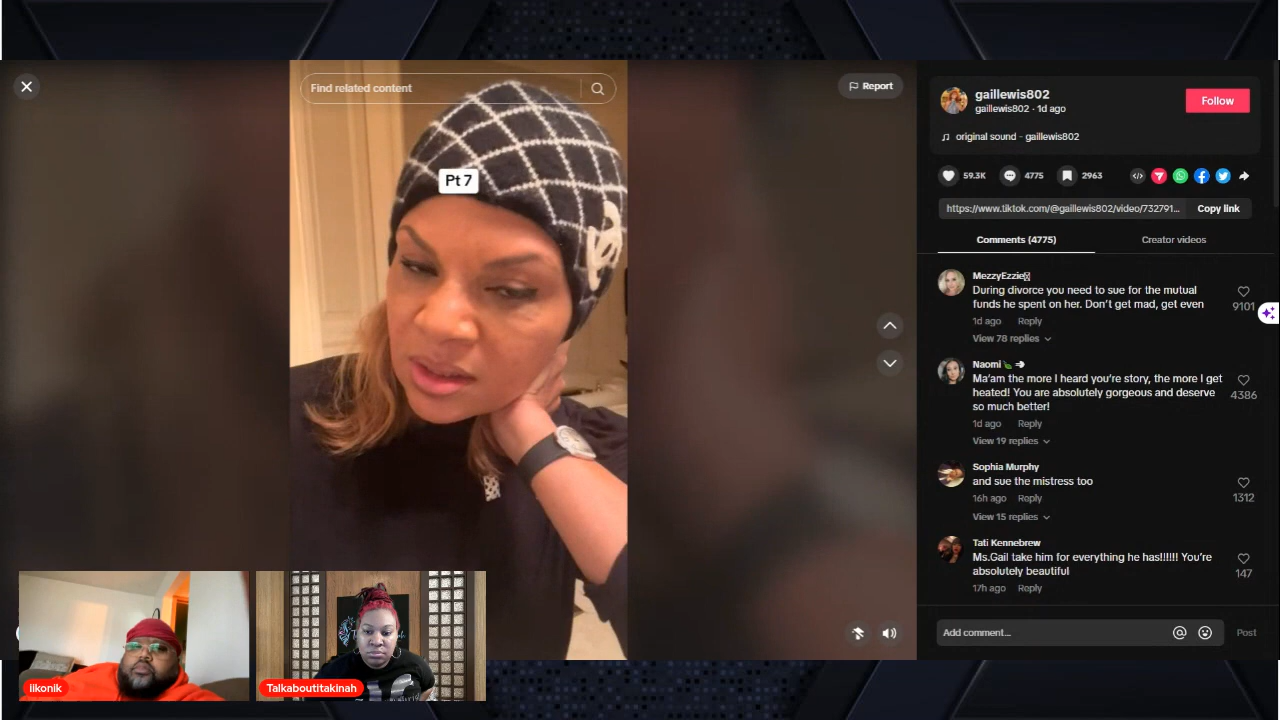 Find related content
Report
Pt 7
gaillewis802
gaillewis802 · 1d ago
Follow
original sound - gaillewis802
59.3K
4775
2963
https://www.tiktok.com/@gaillewis802/video/732791...
Copy link
Comments (4775)
Creator videos
MezzyEzzie
During divorce you need to sue for the mutual
funds he spent on her. Don't get mad, get even
9101
1d ago Reply
View 78 replies
Naomi
Ma'am the more I heard you're story, the more I get
heated! You are absolutely gorgeous and deserve
so much better!
4386
1d ago Reply
View 19 replies
Sophia Murphy
and sue the mistress too
1312
16h ago Reply
View 15 replies
Tati Kennebrew
Ms.Gail take him for everything he has!!!!!! You're
absolutely beautiful
147
17h ago Reply
Add comment...
Post
iikonik
Talkaboutitakinah